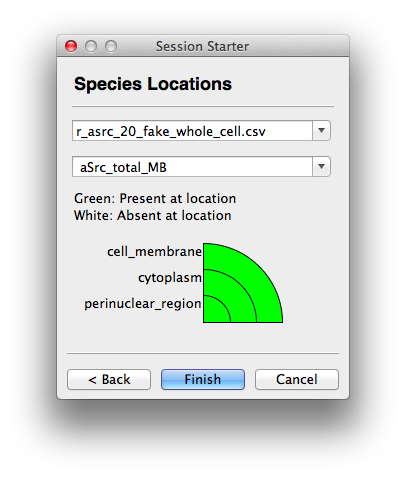 Session Starter
Species Locations
r_asrc_20_fake_whole_cell.csv
aSrc_total_MB
Green: Present at location
White: Absent at location
cell_membrane
cytoplasm
perinuclear_region
< Back
Finish
Cancel